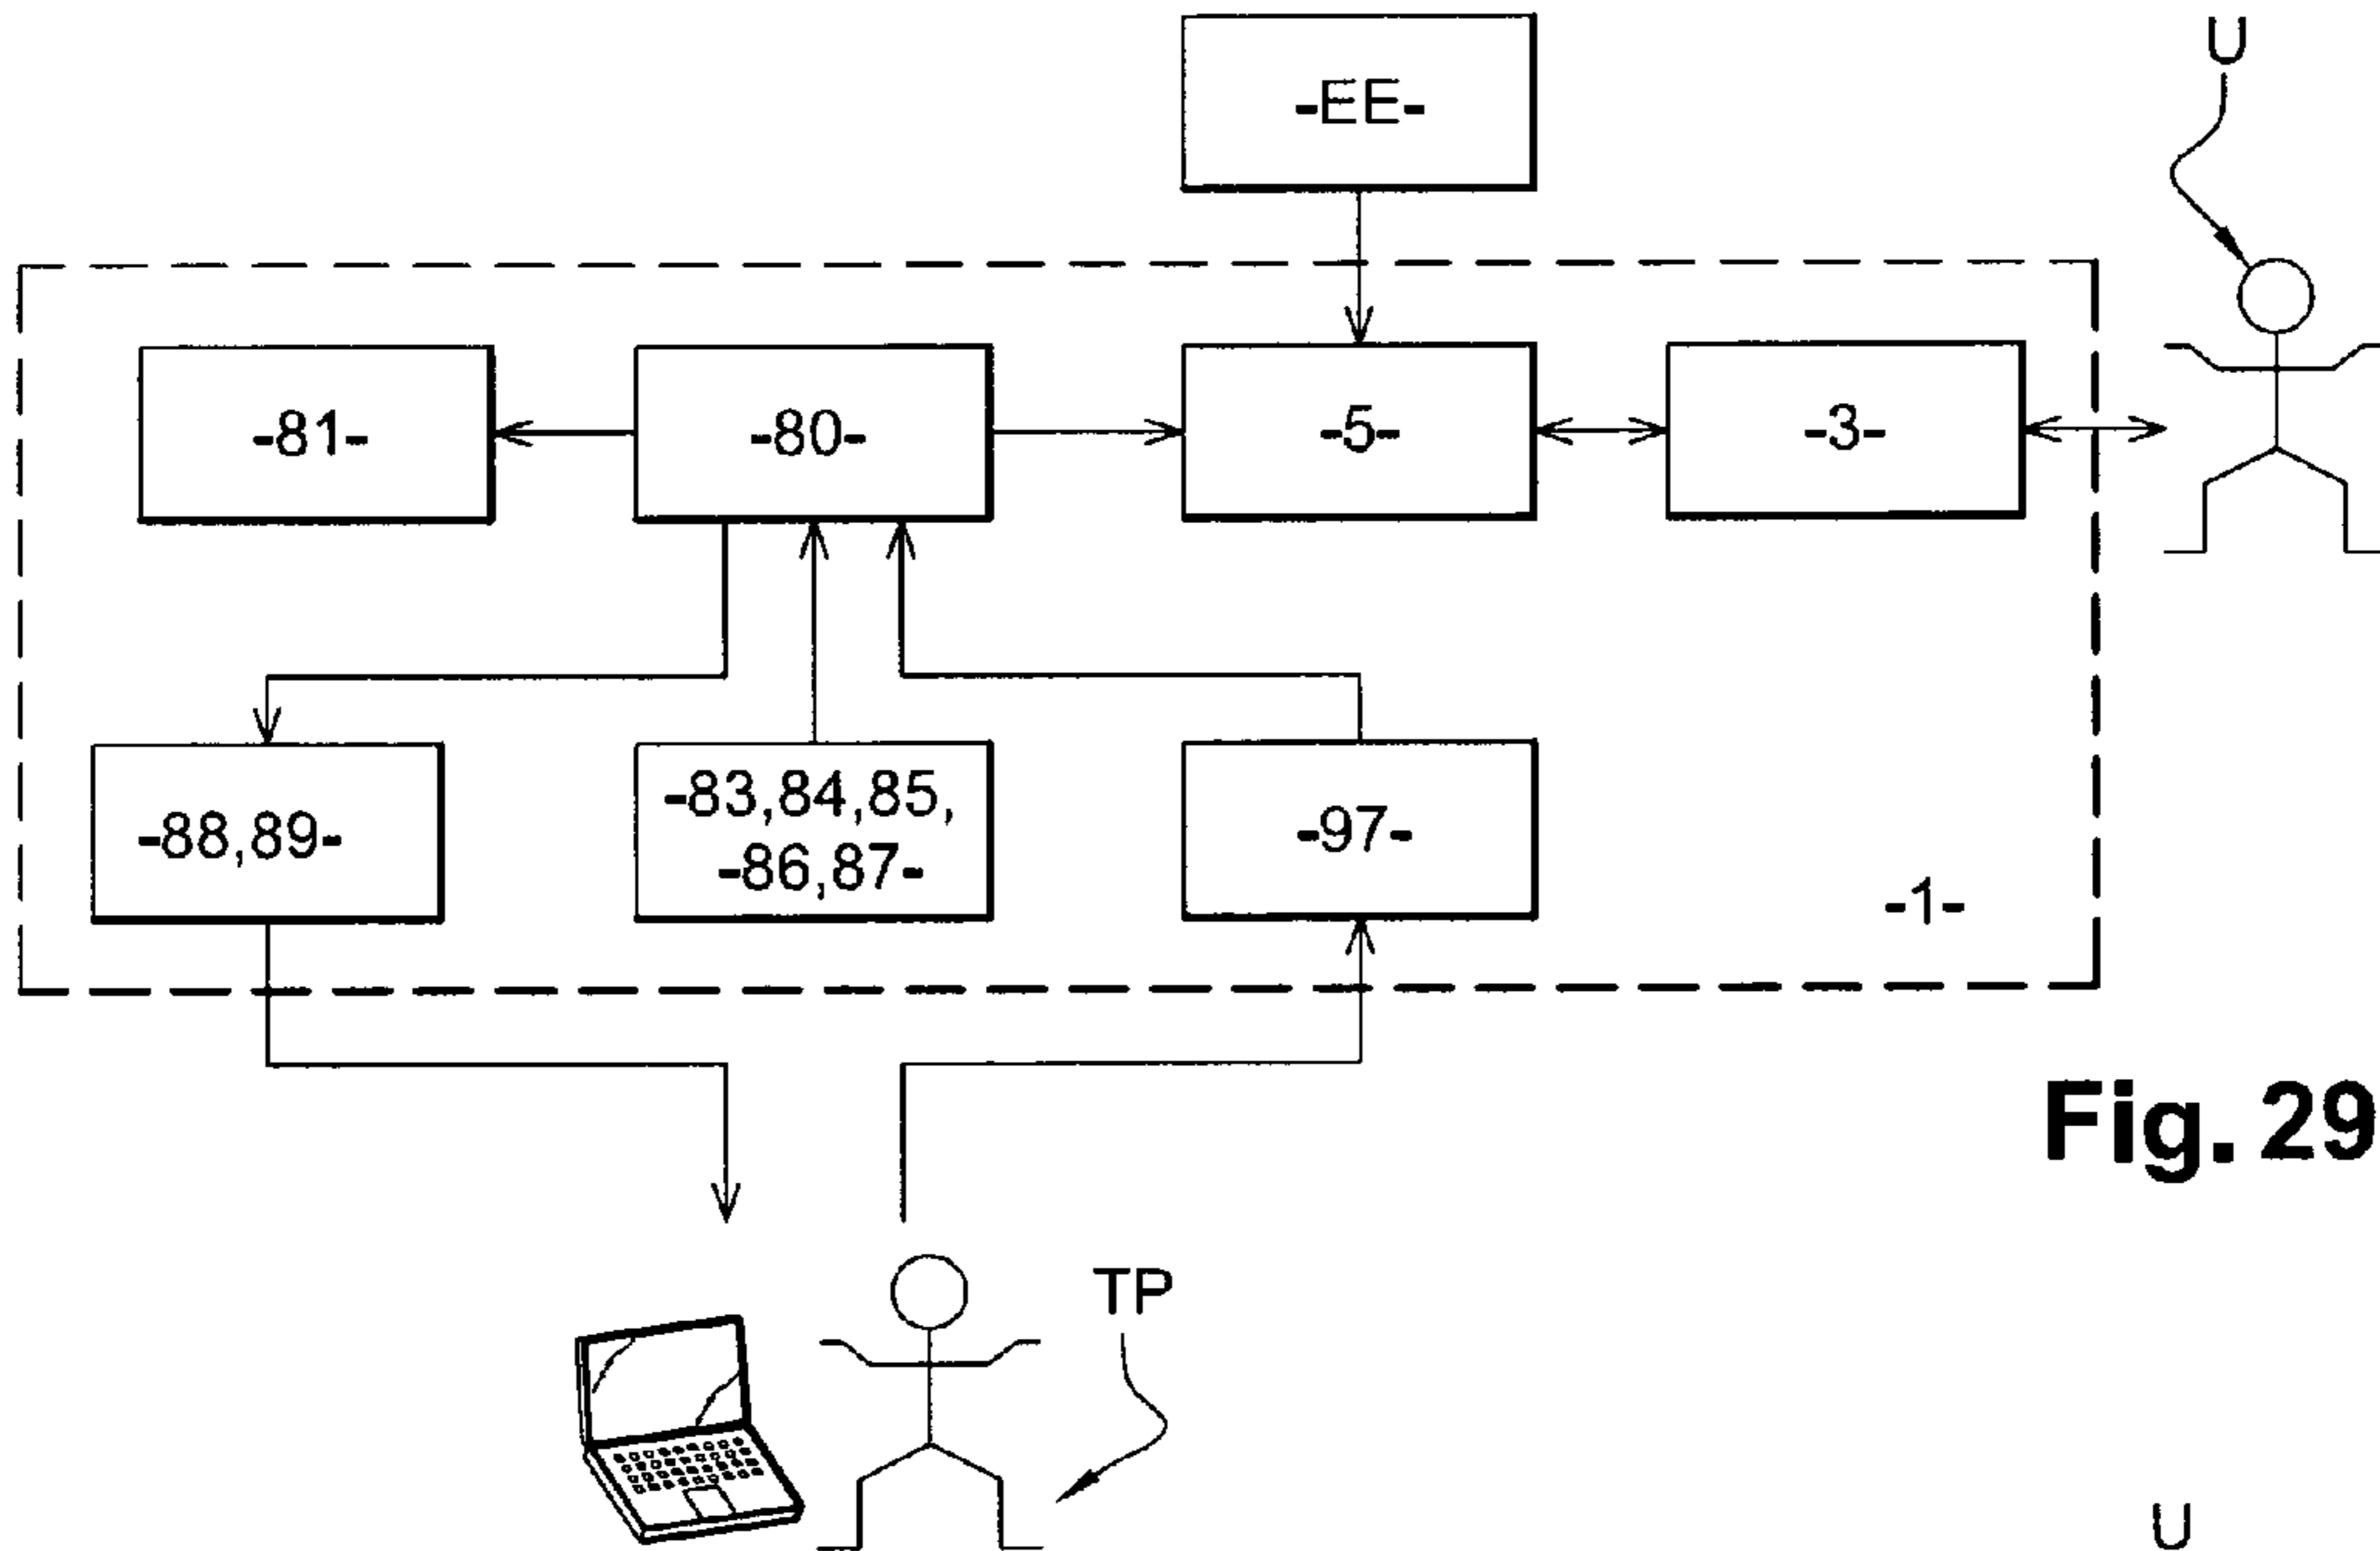 U
-EE-
-81-
-80-
-5-
-3-
-88,89-
-83,84,85,
-86,87-
-97-
-1-
Fig. 29
TP
U